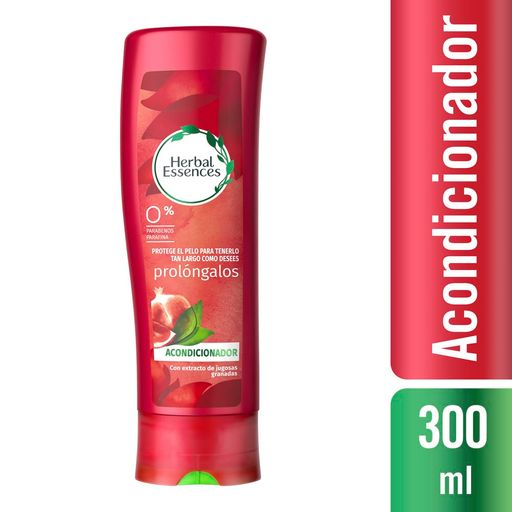 Herbal
Essences
0%
PARABENOS
PARAFINA
PROTEGE EL PELO PARA TENERLO
TAN LARGO COMO DESEES
prolóngalos
ACONDICIONADOR
Con extracto de jugosas
granadas
Acondicionador
300
ml